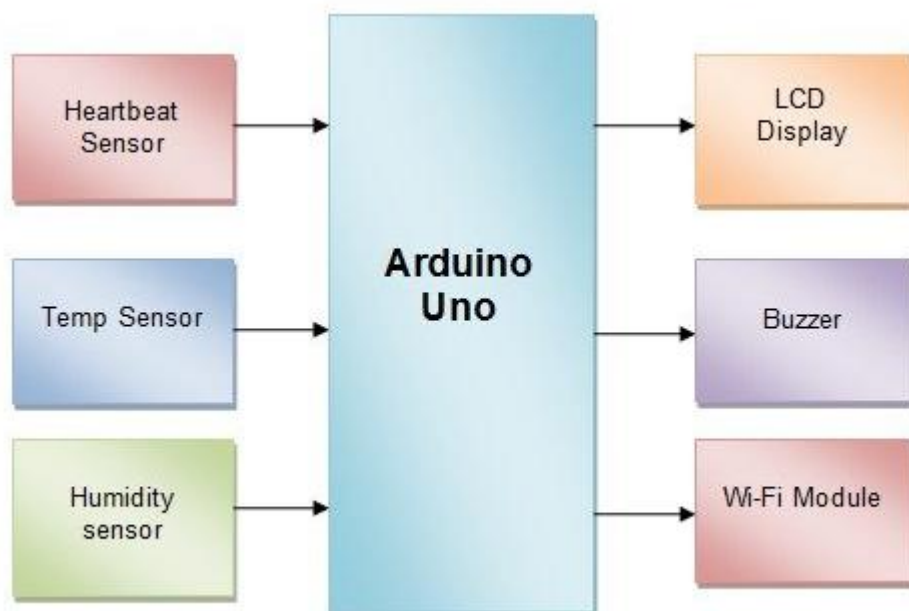 Heartbeat
Sensor
Temp Sensor
Humidity
sensor
Arduino
Uno
LCD
Display
Buzzer
Wi-Fi Module